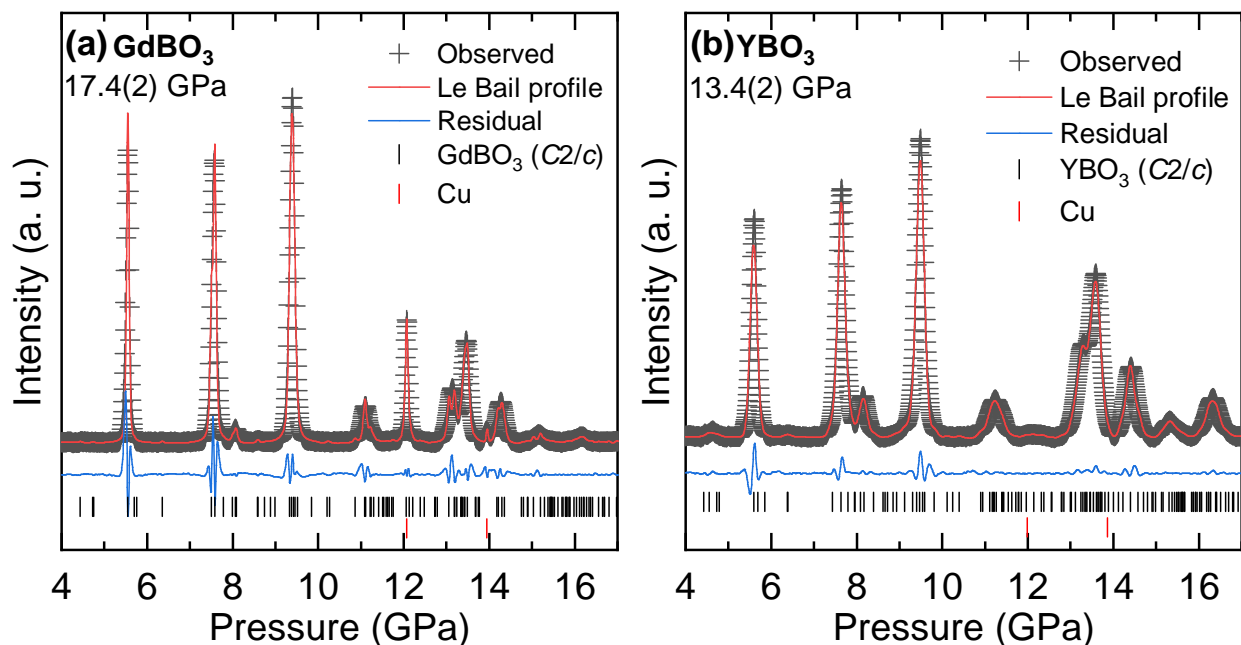 (a) GdBO₃
17.4(2) GPa
Observed
Le Bail profile
Residual
GdBO₃ (C2/c)
Cu
Intensity (a. u.)
4 6 8 10 12 14 16
Pressure (GPa)
(b) YBO₃
13.4(2) GPa
Observed
Le Bail profile
Residual
YBO₃ (C2/c)
Cu
Intensity (a. u.)
4 6 8 10 12 14 16
Pressure (GPa)